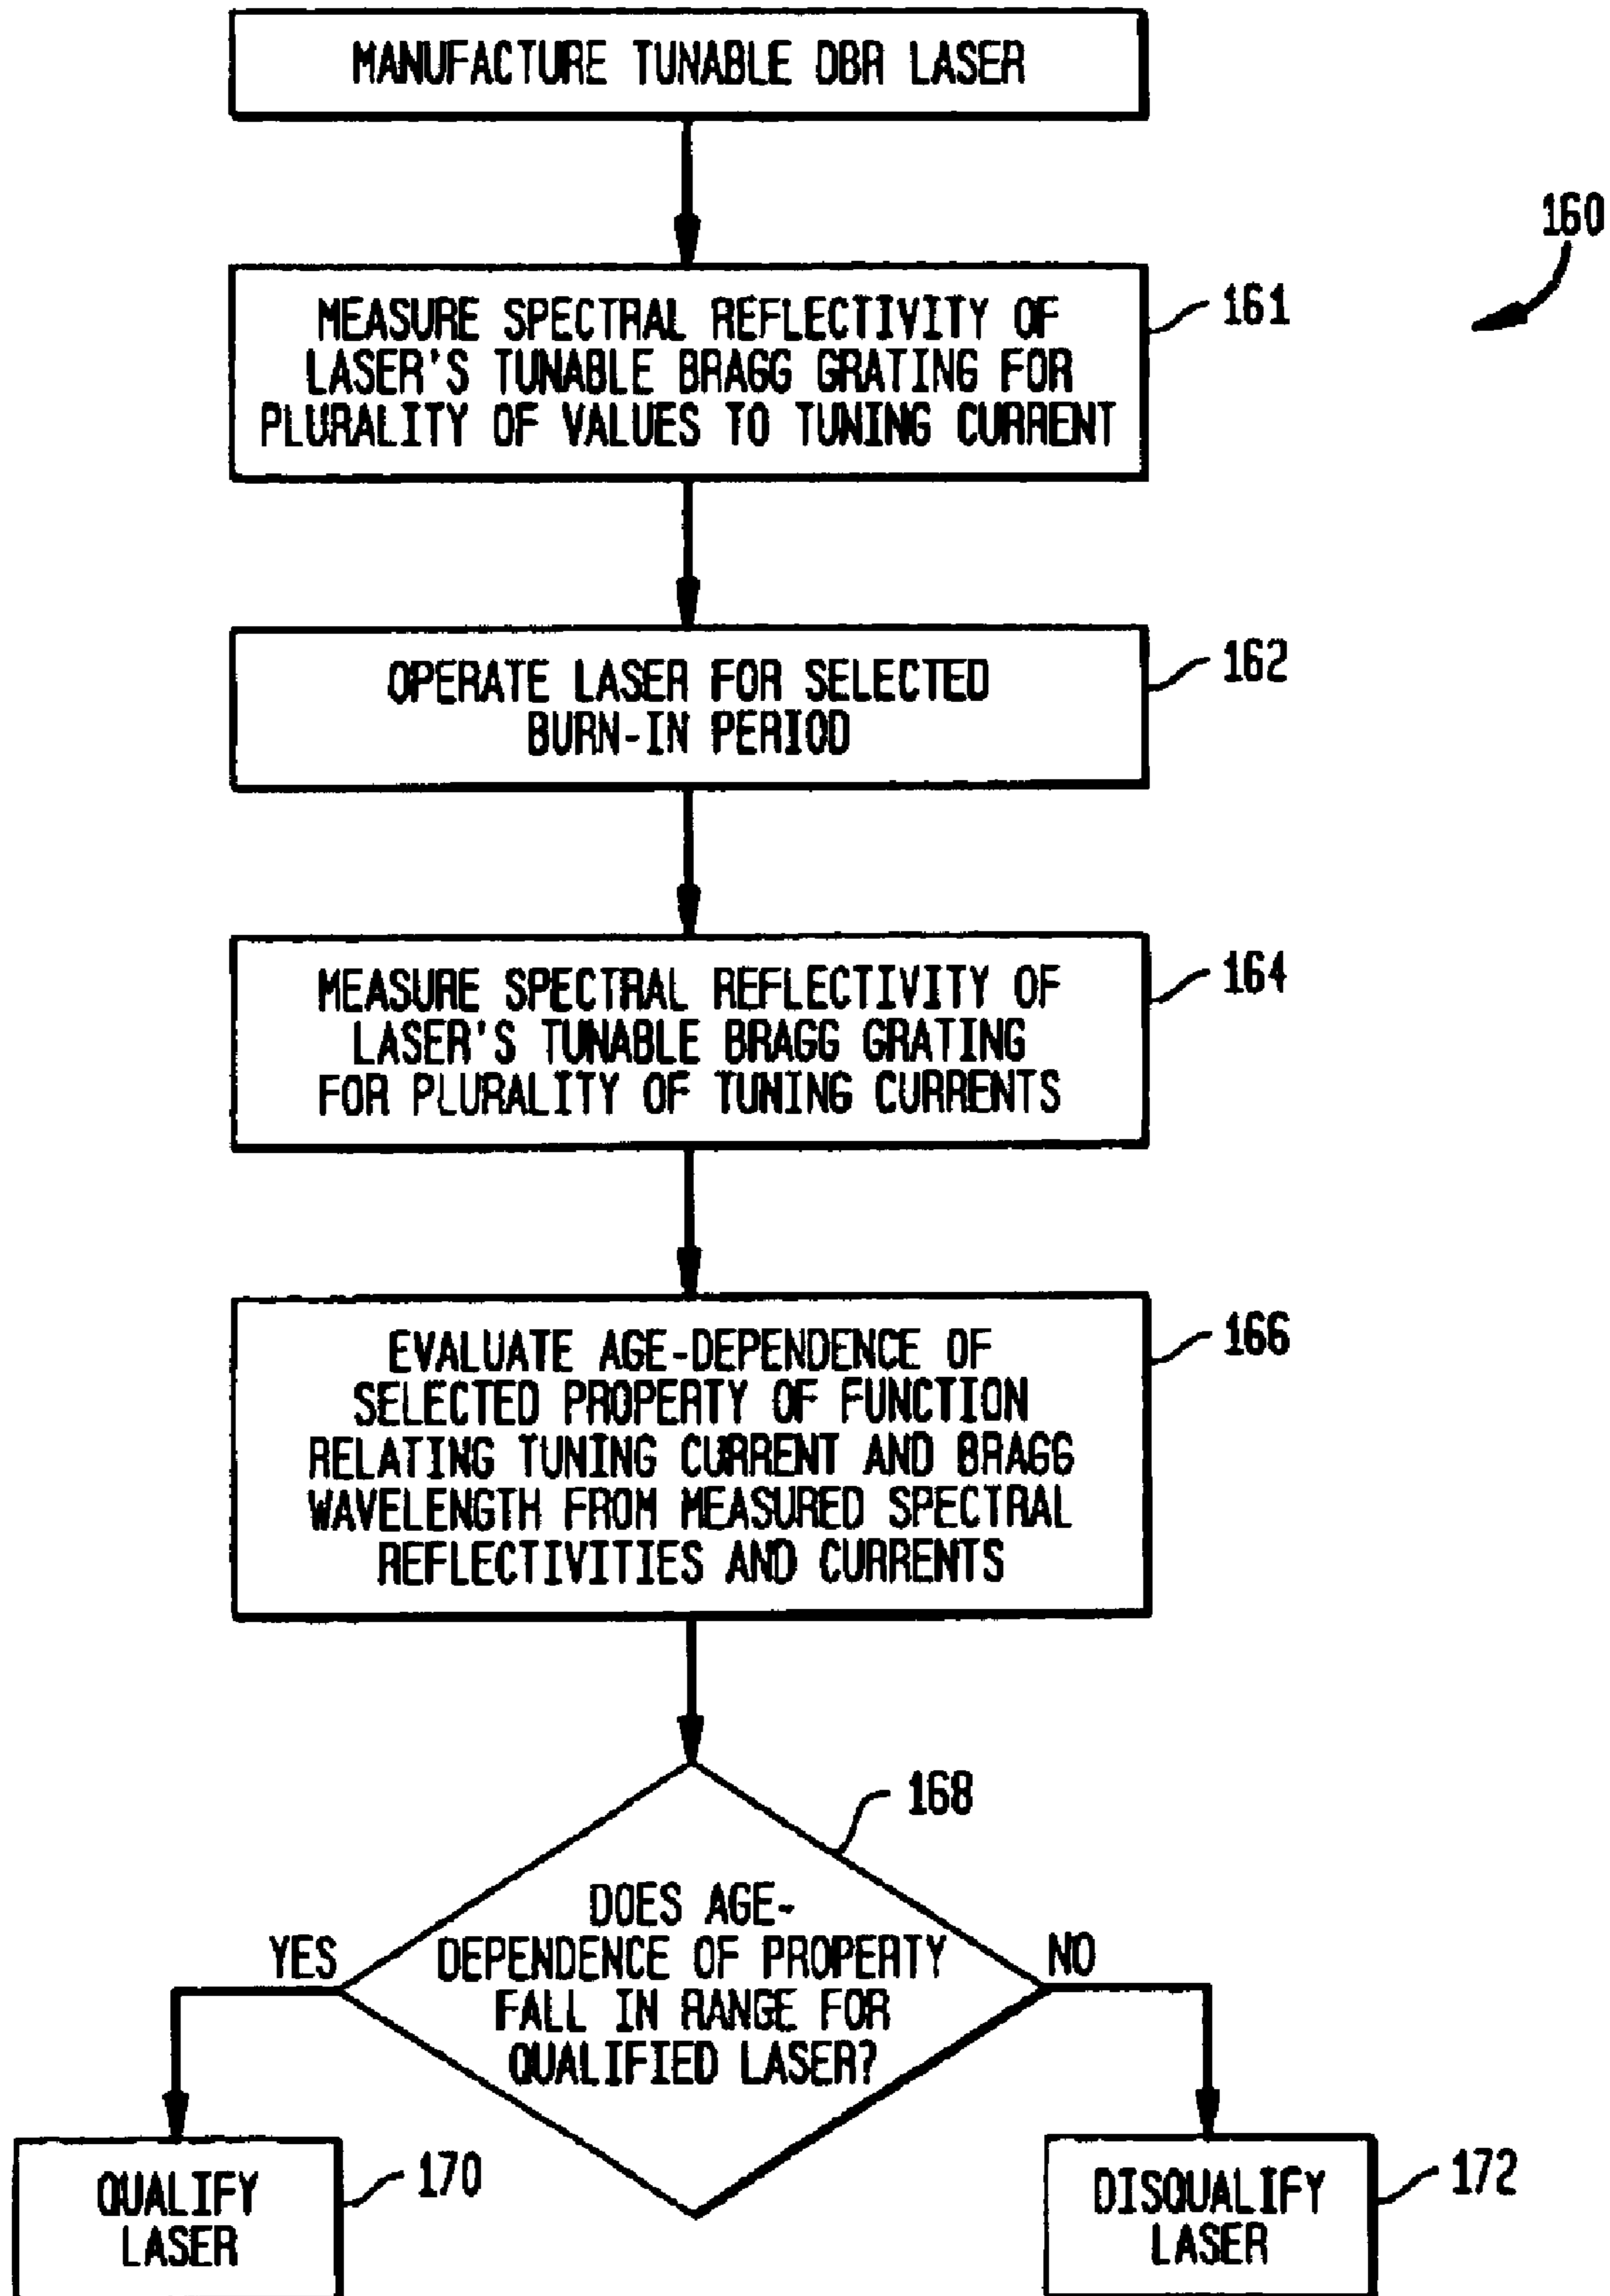 MANUFACTURE TUNABLE DBR LASER
160
MEASURE SPECTRAL REFLECTIVITY OF
LASER'S TUNABLE BRAGG GRATING FOR
PLURALITY OF VALUES TO TUNING CURRENT
161
OPERATE LASER FOR SELECTED
BURN-IN PERIOD
162
MEASURE SPECTRAL REFLECTIVITY OF
LASER'S TUNABLE BRAGG GRATING
FOR PLURALITY OF TUNING CURRENTS
164
EVALUATE AGE-DEPENDENCE OF
SELECTED PROPERTY OF FUNCTION
RELATING TUNING CURRENT AND BRAGG
WAVELENGTH FROM MEASURED SPECTRAL
REFLECTIVITIES AND CURRENTS
166
168
DOES AGE-
DEPENDENCE OF PROPERTY
FALL IN RANGE FOR
QUALIFIED LASER?
YES
NO
QUALIFY
LASER
170
DISQUALIFY
LASER
172